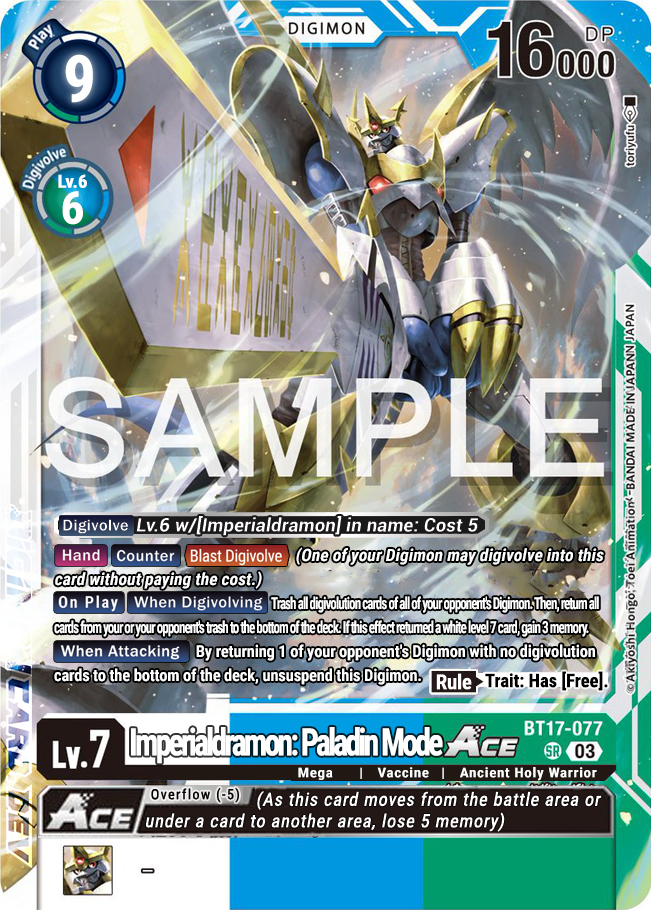 Play
9
DIGIMON
DP
16000
Digivolve
Lv.6
6
toriyufu
SAMPLE
© Akiyoshi Hongo, Toei Animation ©BANDAI MADE IN JAPANN JAPAN
Digivolve Lv.6 w/[Imperialdramon] in name: Cost 5
Hand Counter Blast Digivolve (One of your Digimon may digivolve into this
card without paying the cost.)
On Play When Digivolving Trash all digivolution cards of all of your opponent's Digimon. Then, return all
cards from your or your opponent's trash to the bottom of the deck. If this effect returned a white level 7 card, gain 3 memory.
When Attacking By returning 1 of your opponent's Digimon with no digivolution
cards to the bottom of the deck, unsuspend this Digimon. Rule Trait: Has [Free].
Lv.7 Imperialdramon: Paladin Mode ACE
BT17-077
SR 03
Mega | Vaccine | Ancient Holy Warrior
ACE Overflow (-5) (As this card moves from the battle area or
under a card to another area, lose 5 memory)
-